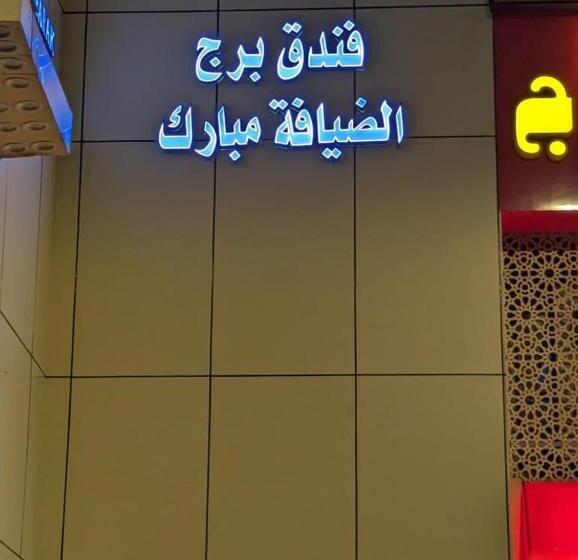 فندق برج
الضيافة مبارك